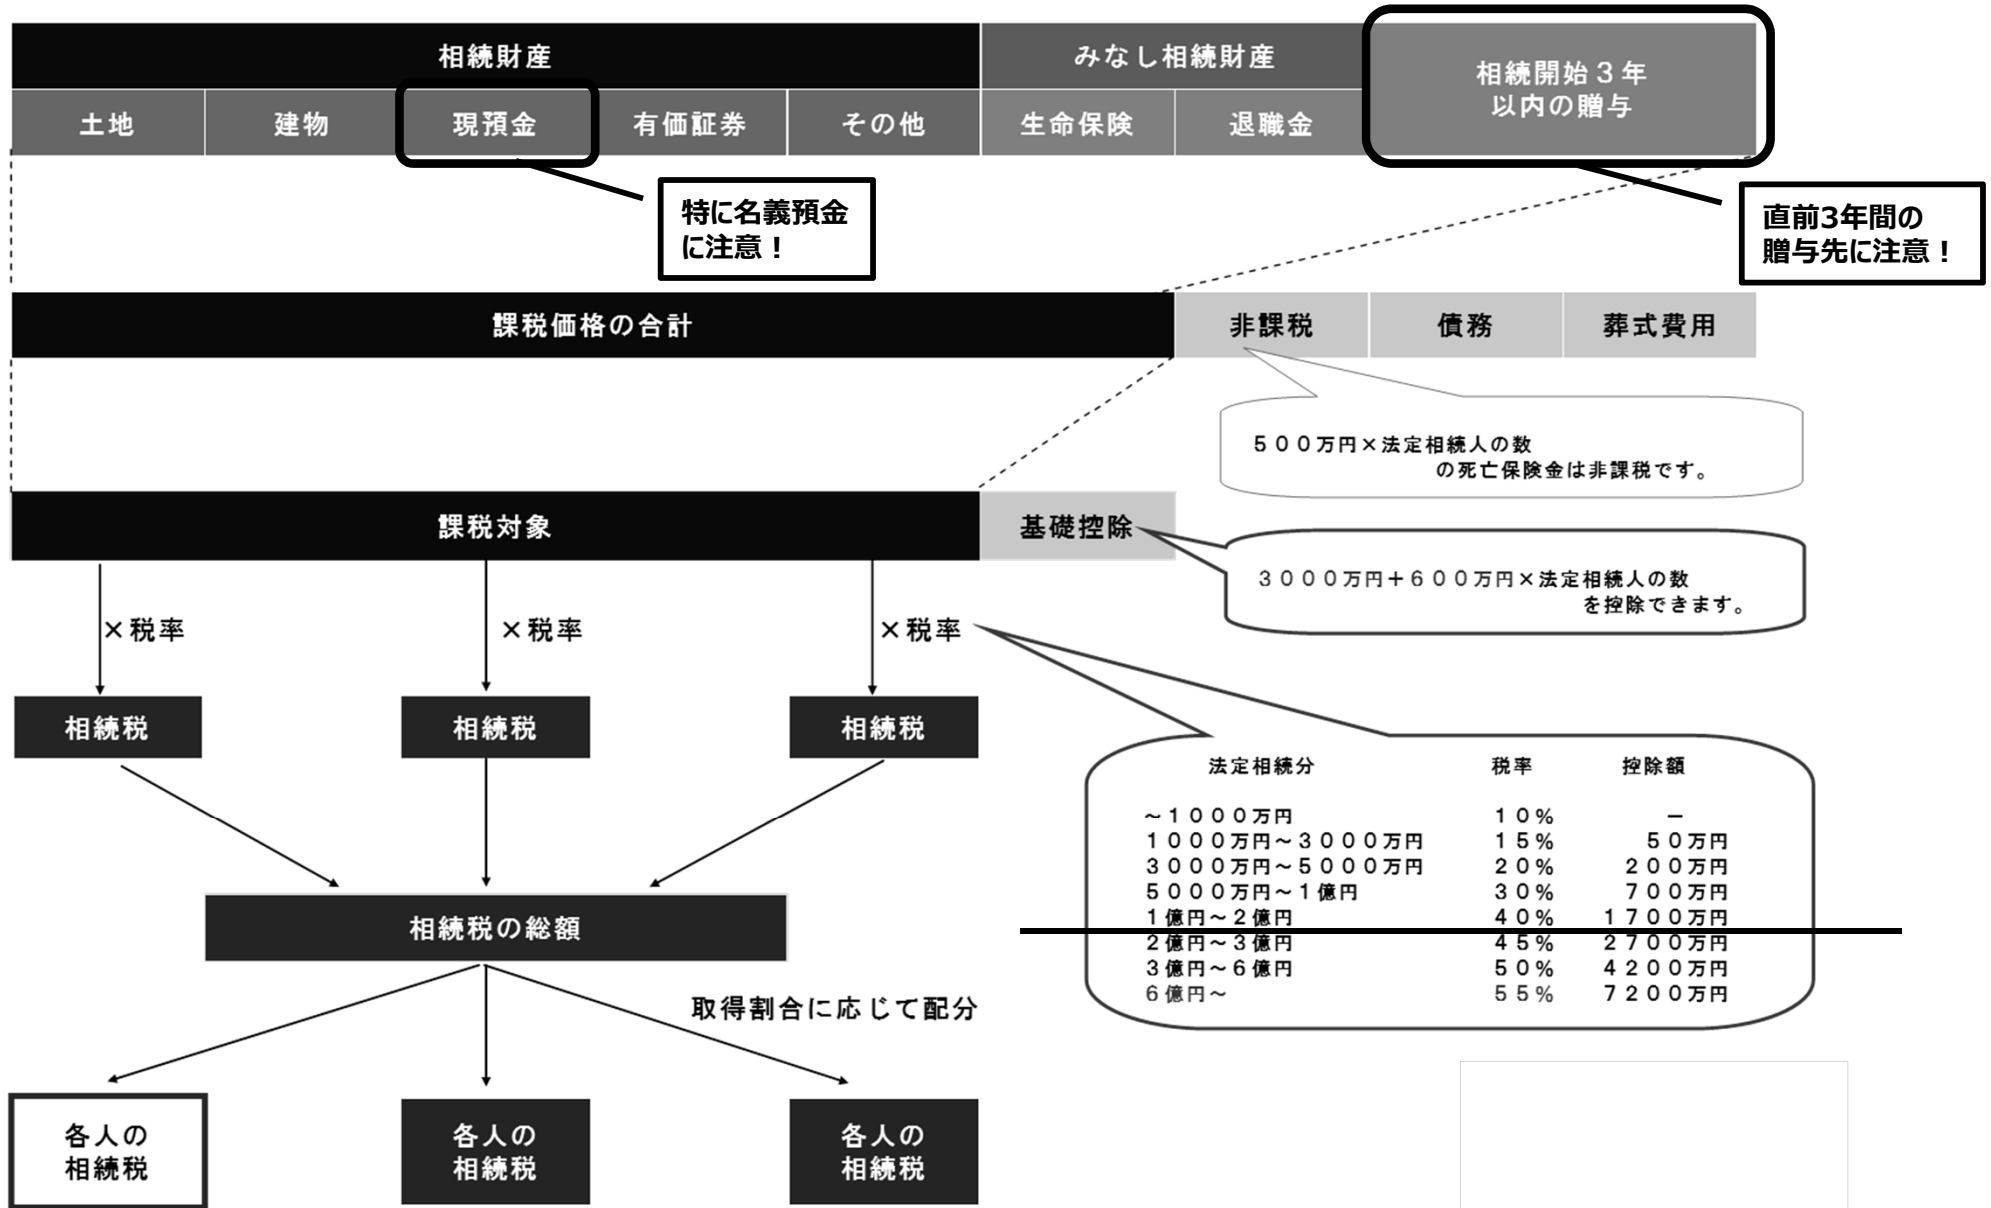 相続財産
みなし相続財産
相続開始３年
以内の贈与
土地
建物
現預金
有価証券
その他
生命保険
退職金
特に名義預金
に注意！
直前3年間の
贈与先に注意！
課税価格の合計
非課税
債務
葬式費用
５００万円×法定相続人の数
の死亡保険金は非課税です。
課税対象
基礎控除
３０００万円＋６００万円×法定相続人の数
を控除できます。
×税率
×税率
×税率
相続税
相続税
相続税
法定相続分 税率 控除額
～１０００万円 １０% －
１０００万円～３０００万円 １５% ５０万円
３０００万円～５０００万円 ２０% ２００万円
５０００万円～１億円 ３０% ７００万円
１億円～２億円 ４０% １７００万円
２億円～３億円 ４５% ２７００万円
３億円～６億円 ５０% ４２００万円
６億円～ ５５% ７２００万円
相続税の総額
取得割合に応じて配分
各人の
相続税
各人の
相続税
各人の
相続税